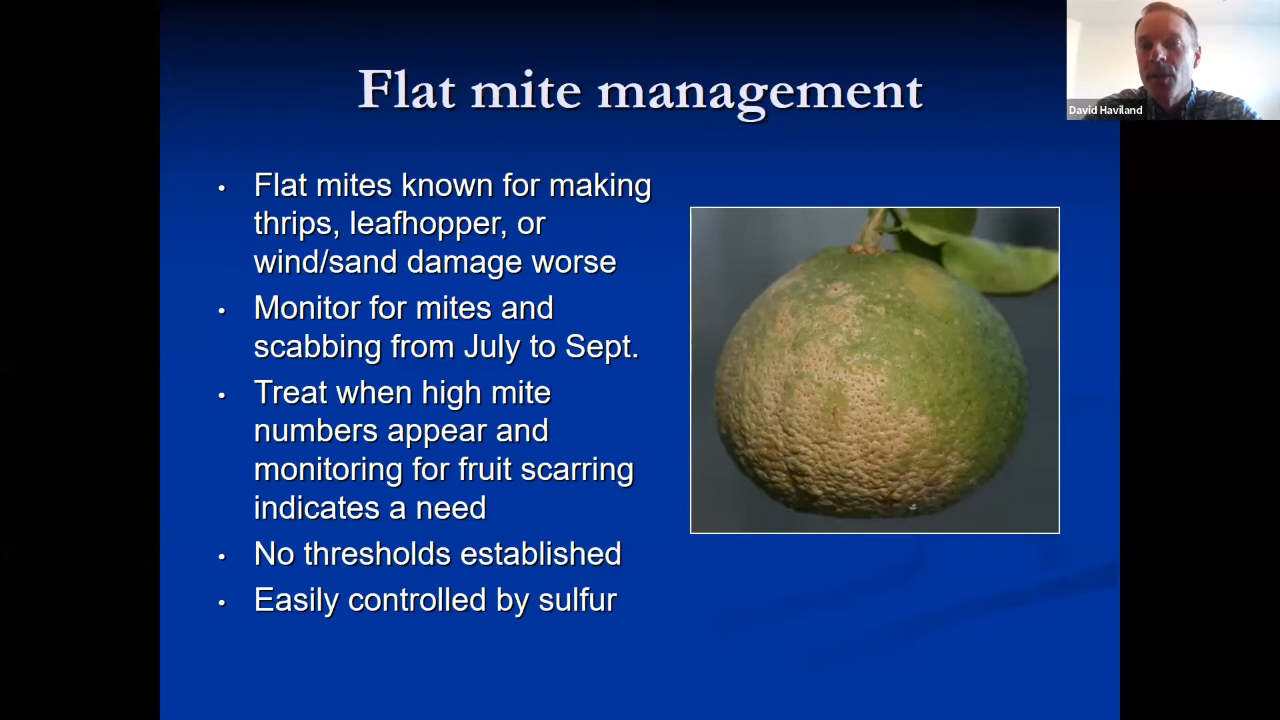 Flat mite management
David Haviland
• Flat mites known for making
thrips, leafhopper, or
wind/sand damage worse
• Monitor for mites and
scabbing from July to Sept.
• Treat when high mite
numbers appear and
monitoring for fruit scarring
indicates a need
• No thresholds established
• Easily controlled by sulfur